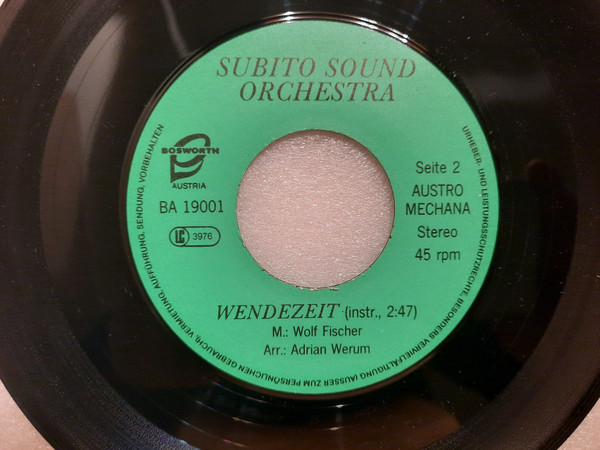 SUBITO SOUND
ORCHESTRA
BOSWORTH
AUSTRIA
BA 19001
LC 3976
Seite 2
AUSTRO
MECHANA
Stereo
45 rpm
WENDEZEIT (instr., 2:47)
M.: Wolf Fischer
Arr.: Adrian Werum
URHEBER- UND LEISTUNGSSCHUTZRECHTE, BESONDERS VERVIELFÄLTIGUNG (AUSSER ZUM PERSÖNLICHEN GEBRAUCH), VERMIETUNG, AUFFÜHRUNG, SENDUNG, VORBEHALTEN